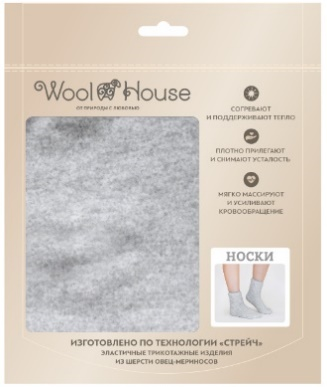 Wool House
ОТ ПРИРОДЫ С ЛЮБОВЬЮ
СОГРЕВАЮТ
И ПОДДЕРЖИВАЮТ ТЕПЛО
ПЛОТНО ПРИЛЕГАЮТ
И СНИМАЮТ УСТАЛОСТЬ
МЯГКО МАССИРУЮТ
И УСИЛИВАЮТ
КРОВООБРАЩЕНИЕ
НОСКИ
ИЗГОТОВЛЕНО ПО ТЕХНОЛОГИИ «СТРЕЙЧ»
ЭЛАСТИЧНЫЕ ТРИКОТАЖНЫЕ ИЗДЕЛИЯ
ИЗ ШЕРСТИ ОВЕЦ-МЕРИНОСОВ